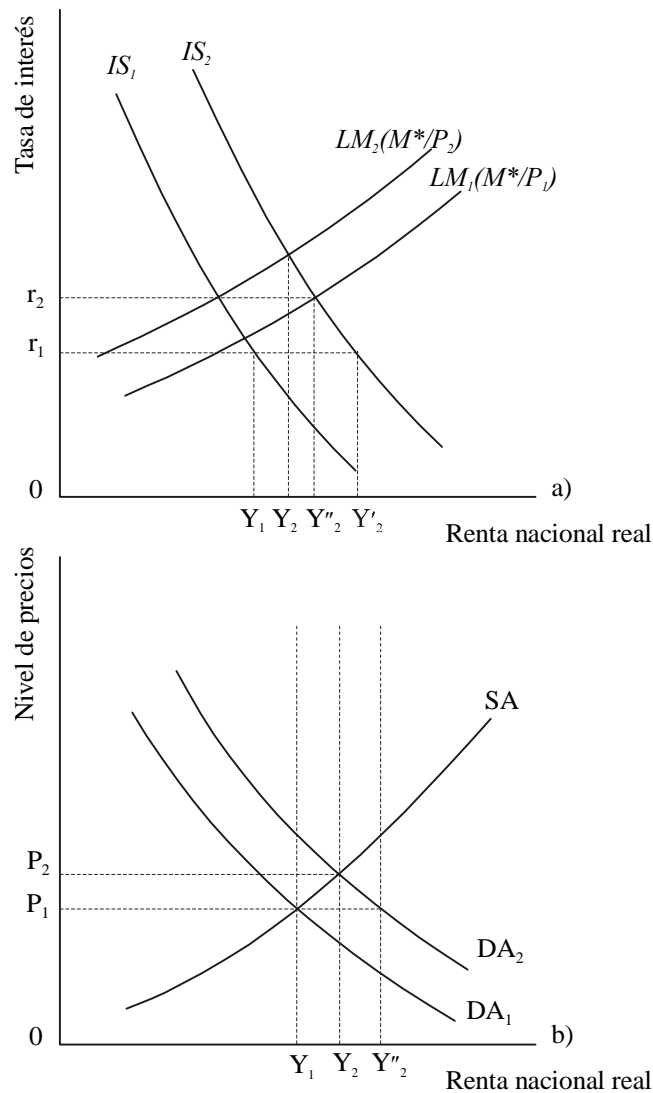 Tasa de interés
IS₁
IS₂
LM₂(M*/P₂)
LM₁(M*/P₁)
r₂
r₁
0
a)
Y₁ Y₂ Y″₂ Y′₂
Renta nacional real
Nivel de precios
SA
P₂
P₁
DA₂
DA₁
0
b)
Y₁ Y₂ Y″₂
Renta nacional real